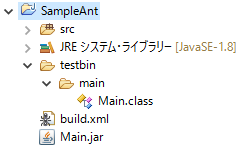 SampleAnt
src
JRE システム・ライブラリー [JavaSE-1.8]
testbin
main
Main.class
build.xml
Main.jar